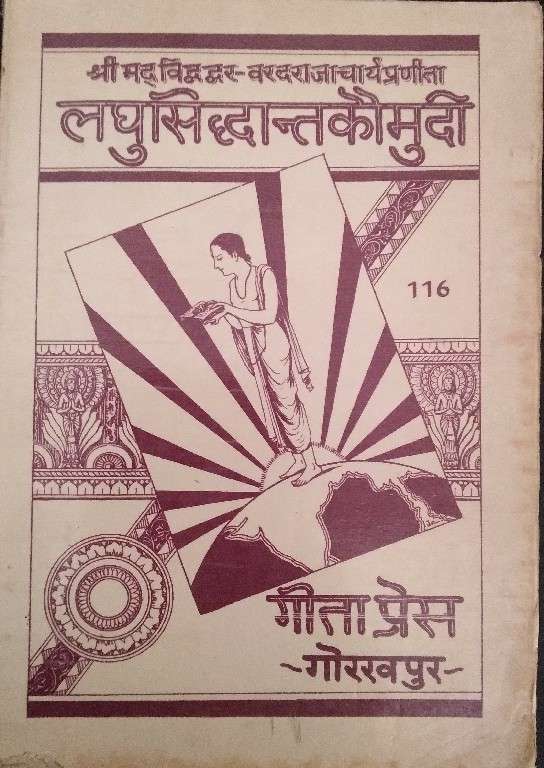 श्रीमद्विद्वद्वर-वरदराजाचार्यप्रणीता
लघुसिद्धान्तकौमुदी
116
गीता प्रेस
~गोरखपुर~